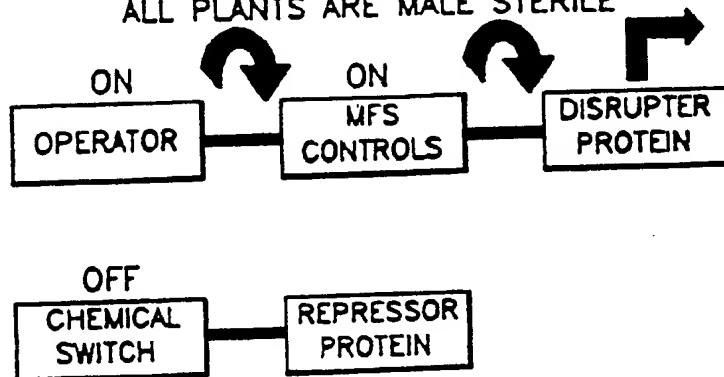 ALL PLANTS ARE MALE STERILE
ON
ON
OPERATOR
MFS
CONTROLS
DISRUPTER
PROTEIN
OFF
CHEMICAL
SWITCH
REPRESSOR
PROTEIN